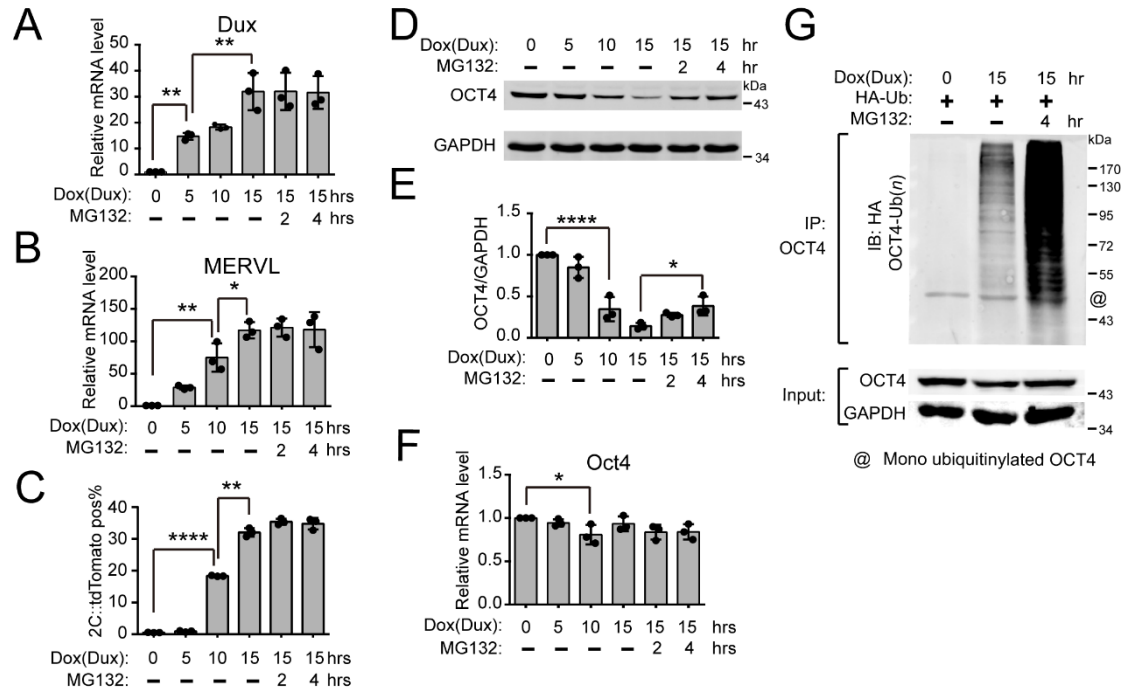 A
Dux
Relative mRNA level
50
40
30
20
10
0
**
**
Dox(Dux): 0 5 10 15 15 15 hrs
MG132: – – – – 2 4 hrs
B
MERVL
Relative mRNA level
200
150
100
50
0
**
*
Dox(Dux): 0 5 10 15 15 15 hrs
MG132: – – – – 2 4 hrs
C
2C::tdTomato pos%
40
30
20
10
0
****
**
Dox(Dux): 0 5 10 15 15 15 hrs
MG132: – – – – 2 4 hrs
D
Dox(Dux): 0 5 10 15 15 15 hr
MG132: – – – – 2 4 hr
kDa
OCT4
43
GAPDH
34
E
OCT4/GAPDH
1.5
1.0
0.5
0.0
****
*
Dox(Dux): 0 5 10 15 15 15 hrs
MG132: – – – – 2 4 hrs
F
Oct4
Relative mRNA level
1.5
1.0
0.5
0.0
*
Dox(Dux): 0 5 10 15 15 15 hrs
MG132: – – – – 2 4 hrs
G
Dox(Dux): 0 15 15 hr
HA-Ub: + + +
MG132: – – 4 hr
kDa
IP:
OCT4
IB: HA
OCT4-Ub(n)
170
130
95
72
55
@
43
Input:
OCT4
43
GAPDH
34
@ Mono ubiquitinylated OCT4